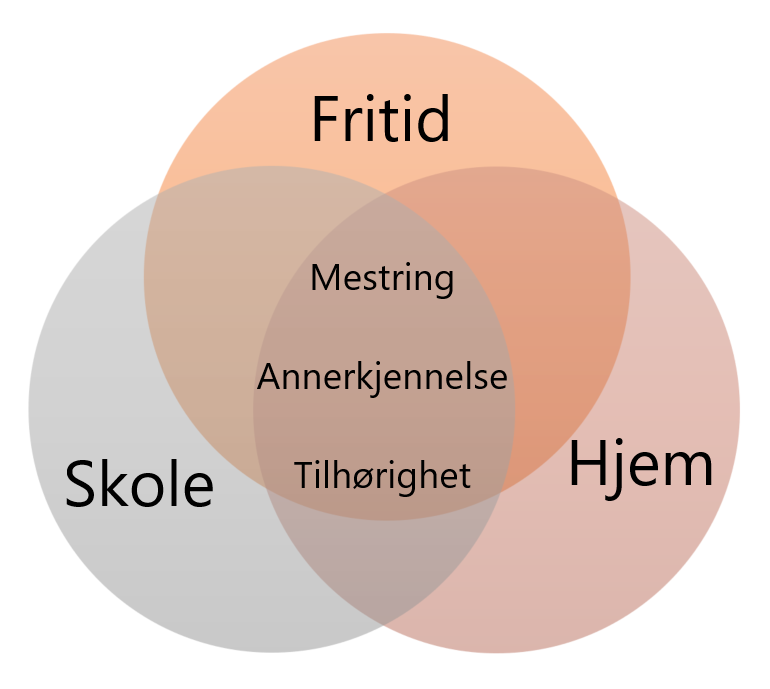 Fritid
Mestring
Annerkjennelse
Skole
Hjem
Tilhørighet